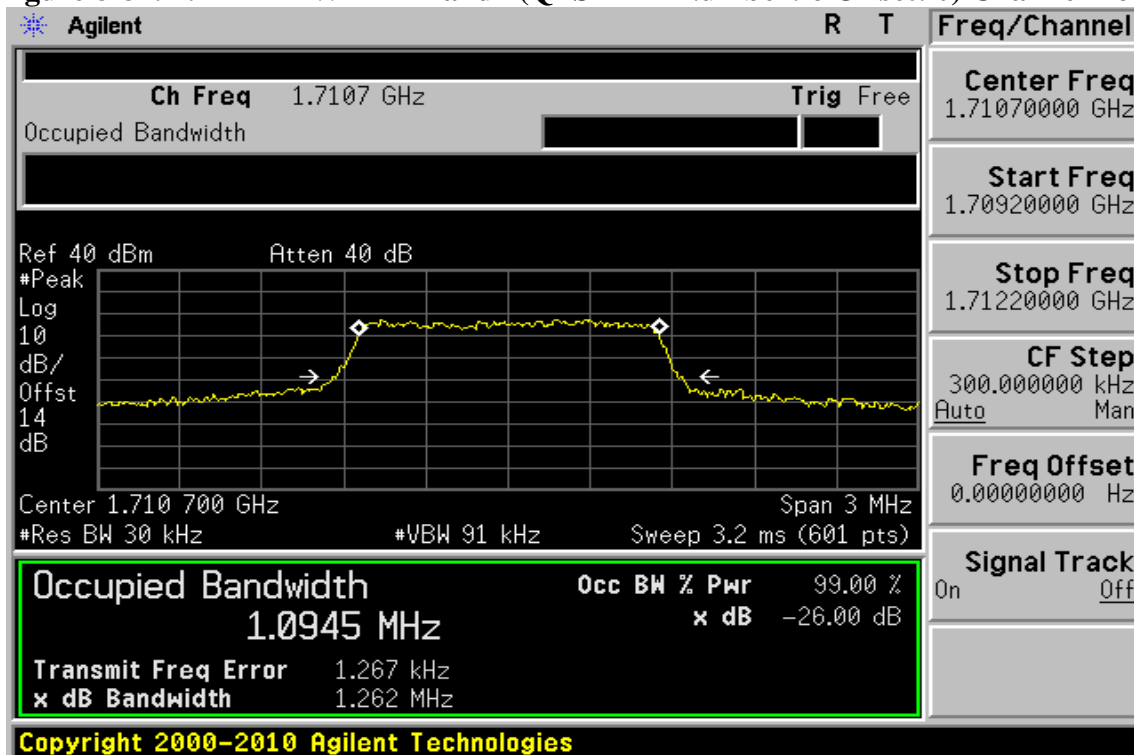 Agilent R T Freq/Channel
Ch Freq 1.7107 GHz Trig Free
Occupied Bandwidth
Center Freq
1.71070000 GHz
Start Freq
1.70920000 GHz
Stop Freq
1.71220000 GHz
CF Step
300.000000 kHz
Auto Man
Freq Offset
0.00000000 Hz
Signal Track
On Off
Ref 40 dBm Atten 40 dB
#Peak
Log
10
dB/
Offst
14
dB
Center 1.710 700 GHz Span 3 MHz
#Res BW 30 kHz #VBW 91 kHz Sweep 3.2 ms (601 pts)
Occupied Bandwidth Occ BW % Pwr 99.00 %
1.0945 MHz x dB -26.00 dB
Transmit Freq Error 1.267 kHz
x dB Bandwidth 1.262 MHz
Copyright 2000-2010 Agilent Technologies